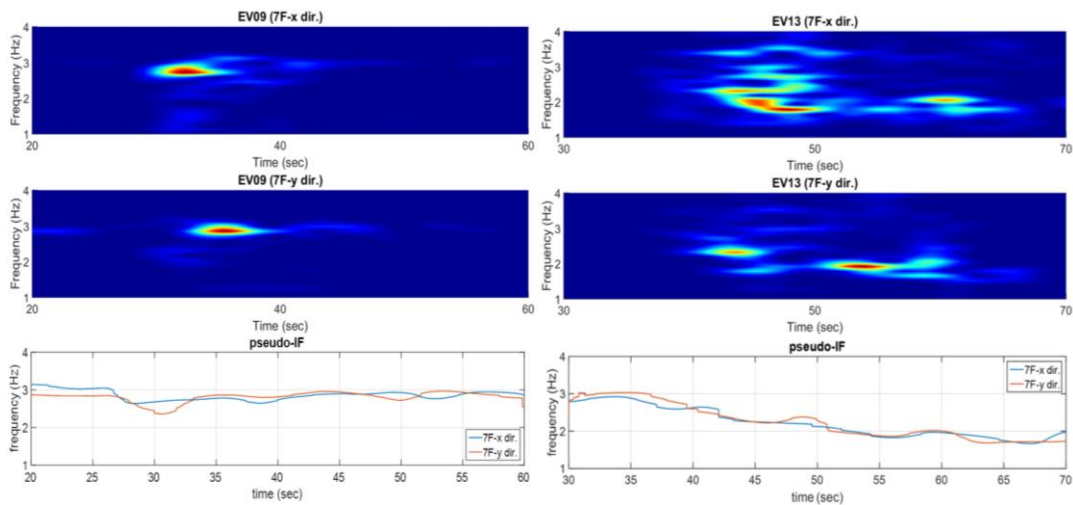 EV09 (7F-x dir.)
Frequency (Hz)
4
3
2
1
20 40 60
Time (sec)
EV09 (7F-y dir.)
Frequency (Hz)
4
3
2
1
20 40 60
Time (sec)
pseudo-IF
frequency (Hz)
4
3
2
1
7F-x dir.
7F-y dir.
20 25 30 35 40 45 50 55 60
time (sec)
EV13 (7F-x dir.)
Frequency (Hz)
4
3
2
1
30 50 70
Time (sec)
EV13 (7F-y dir.)
Frequency (Hz)
4
3
2
1
30 50 70
Time (sec)
pseudo-IF
frequency (Hz)
4
3
2
1
7F-x dir.
7F-y dir.
30 35 40 45 50 55 60 65 70
time (sec)